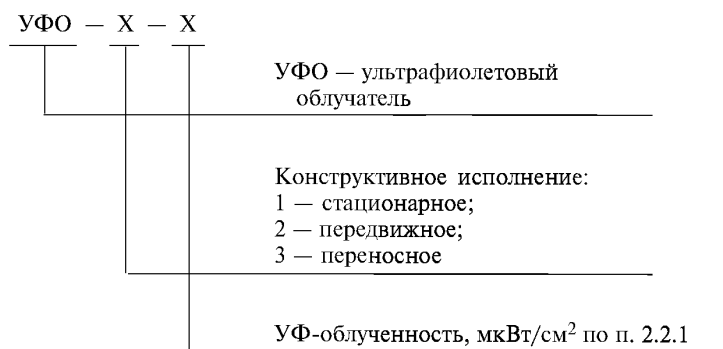 УФО — Х — Х
УФО — ультрафиолетовый
облучатель
Конструктивное исполнение:
1 — стационарное;
2 — передвижное;
3 — переносное
УФ-облученность, мкВт/см² по п. 2.2.1